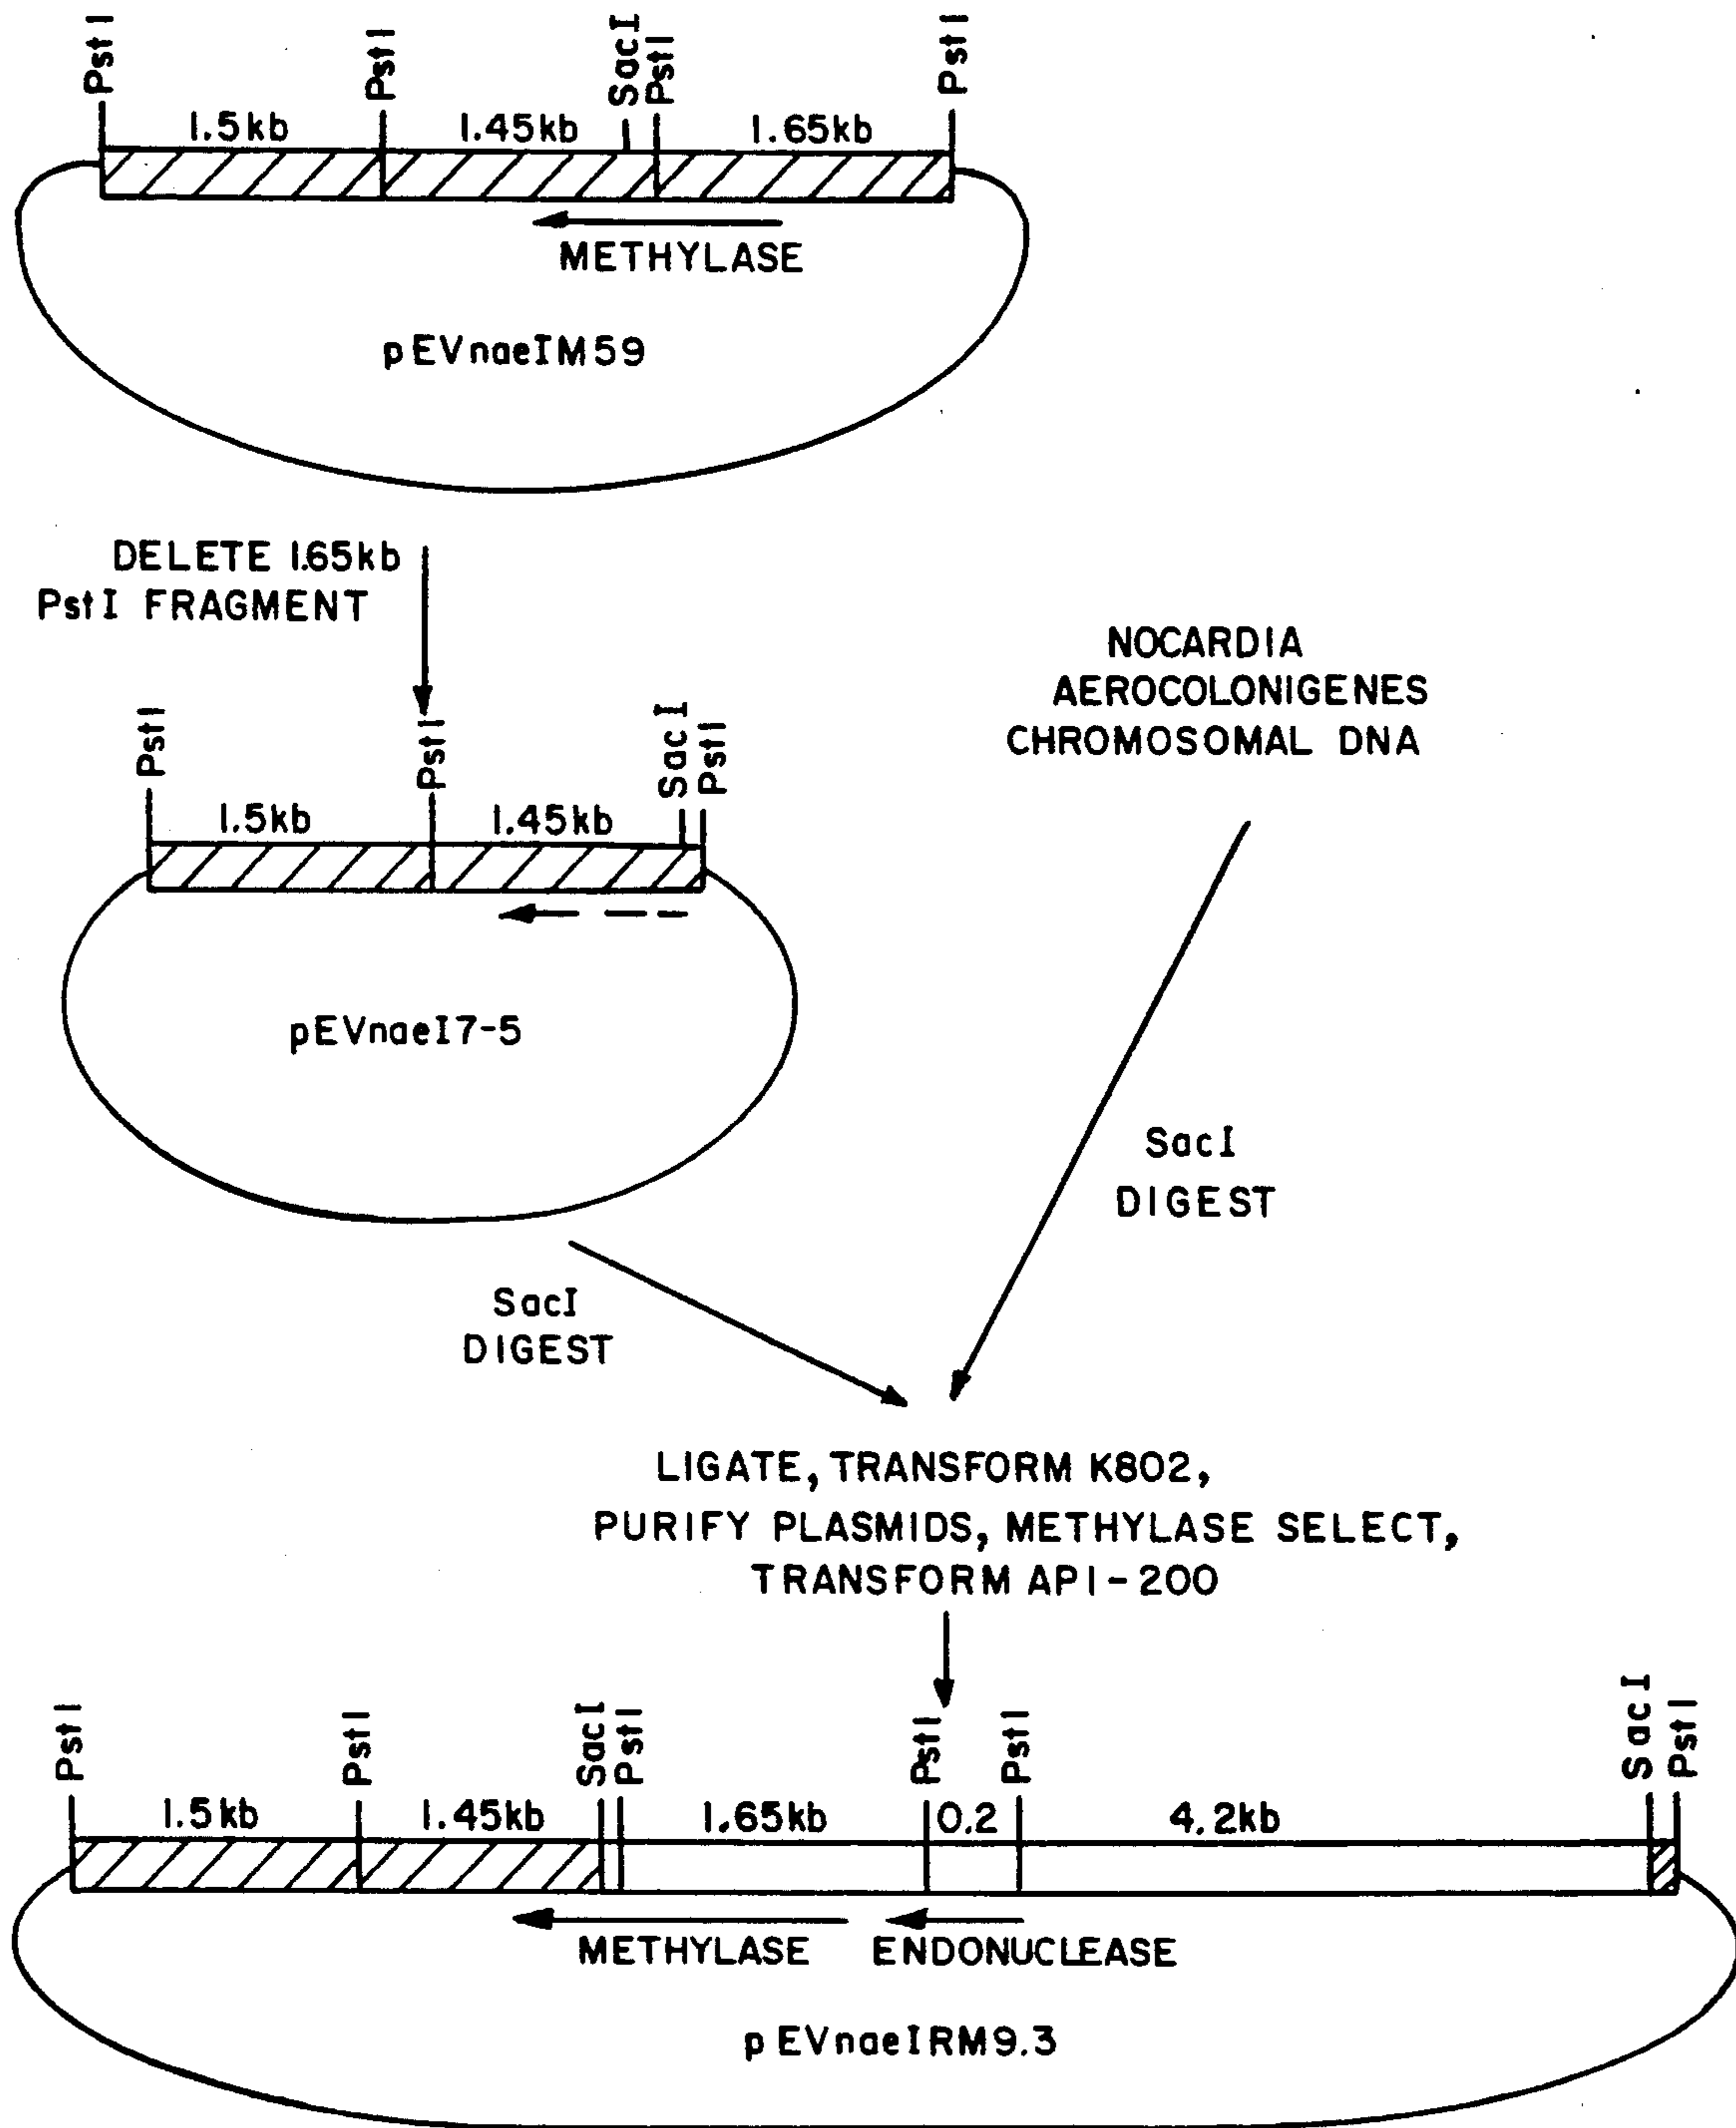 PstI
PstI
SacI
PstI
PstI
1.5kb
1.45kb
1.65kb
METHYLASE
pEVnaeIM59
DELETE 1.65kb
PstI FRAGMENT
NOCARDIA
AEROCOLONIGENES
CHROMOSOMAL DNA
PstI
PstI
SacI
PstI
1.5kb
1.45kb
pEVnaeI7-5
SacI
DIGEST
SacI
DIGEST
LIGATE, TRANSFORM K802,
PURIFY PLASMIDS, METHYLASE SELECT,
TRANSFORM AP1-200
PstI
PstI
SacI
PstI
PstI
PstI
SacI
PstI
1.5kb
1.45kb
1.65kb
0.2
4.2kb
METHYLASE
ENDONUCLEASE
pEVnaeIRM9.3